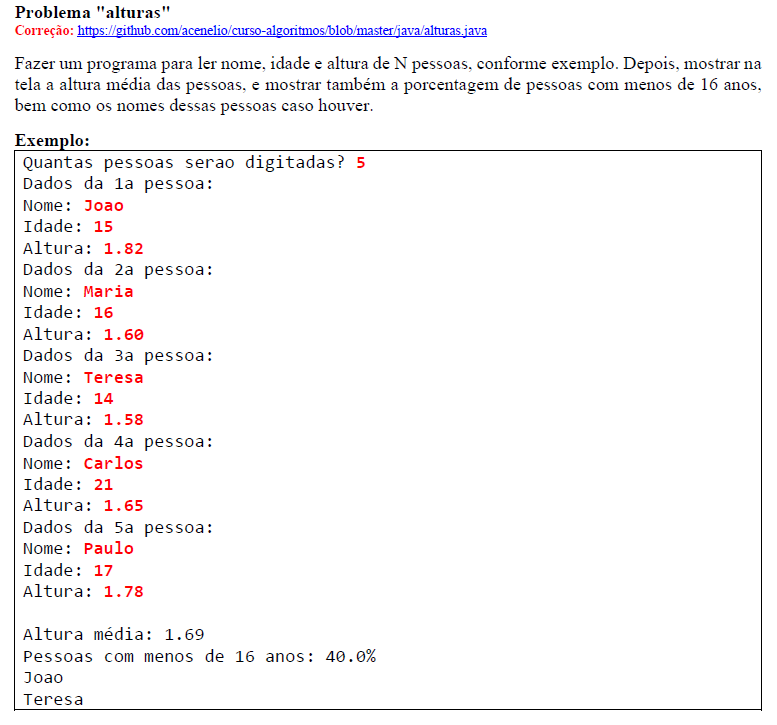 Problema "alturas"
Correção: https://github.com/acenelio/curso-algoritmos/blob/master/java/alturas.java
Fazer um programa para ler nome, idade e altura de N pessoas, conforme exemplo. Depois, mostrar na
tela a altura média das pessoas, e mostrar também a porcentagem de pessoas com menos de 16 anos,
bem como os nomes dessas pessoas caso houver.
Exemplo:
Quantas pessoas serao digitadas? 5
Dados da 1a pessoa:
Nome: Joao
Idade: 15
Altura: 1.82
Dados da 2a pessoa:
Nome: Maria
Idade: 16
Altura: 1.60
Dados da 3a pessoa:
Nome: Teresa
Idade: 14
Altura: 1.58
Dados da 4a pessoa:
Nome: Carlos
Idade: 21
Altura: 1.65
Dados da 5a pessoa:
Nome: Paulo
Idade: 17
Altura: 1.78
Altura média: 1.69
Pessoas com menos de 16 anos: 40.0%
Joao
Teresa